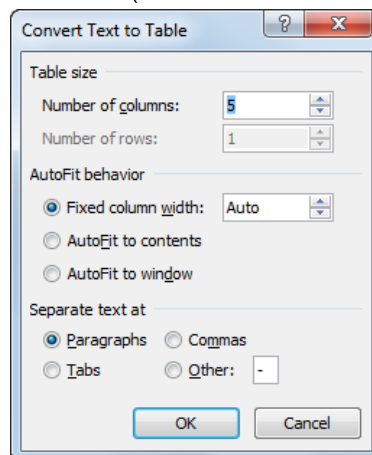 Convert Text to Table
Table size
Number of columns: 5
Number of rows: 1
AutoFit behavior
Fixed column width: Auto
AutoFit to contents
AutoFit to window
Separate text at
Paragraphs Commas
Tabs Other: -
OK Cancel